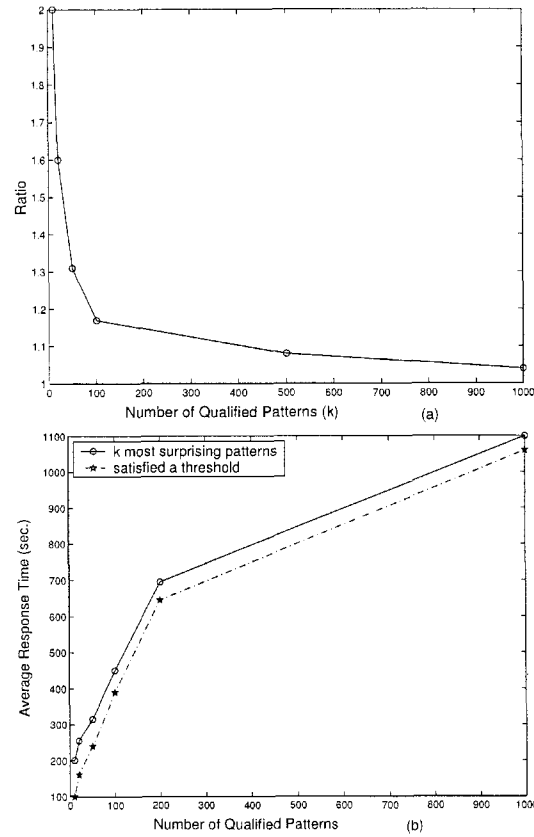 2
1.9
1.8
1.7
1.6
1.5
1.4
1.3
1.2
1.1
1
Ratio
0 100 200 300 400 500 600 700 800 900 1000
Number of Qualified Patterns (k)
(a)
1100
1000
900
800
700
600
500
400
300
200
100
Average Response Time (sec.)
k most surprising patterns
satisfied a threshold
0 100 200 300 400 500 600 700 800 900 1000
Number of Qualified Patterns
(b)